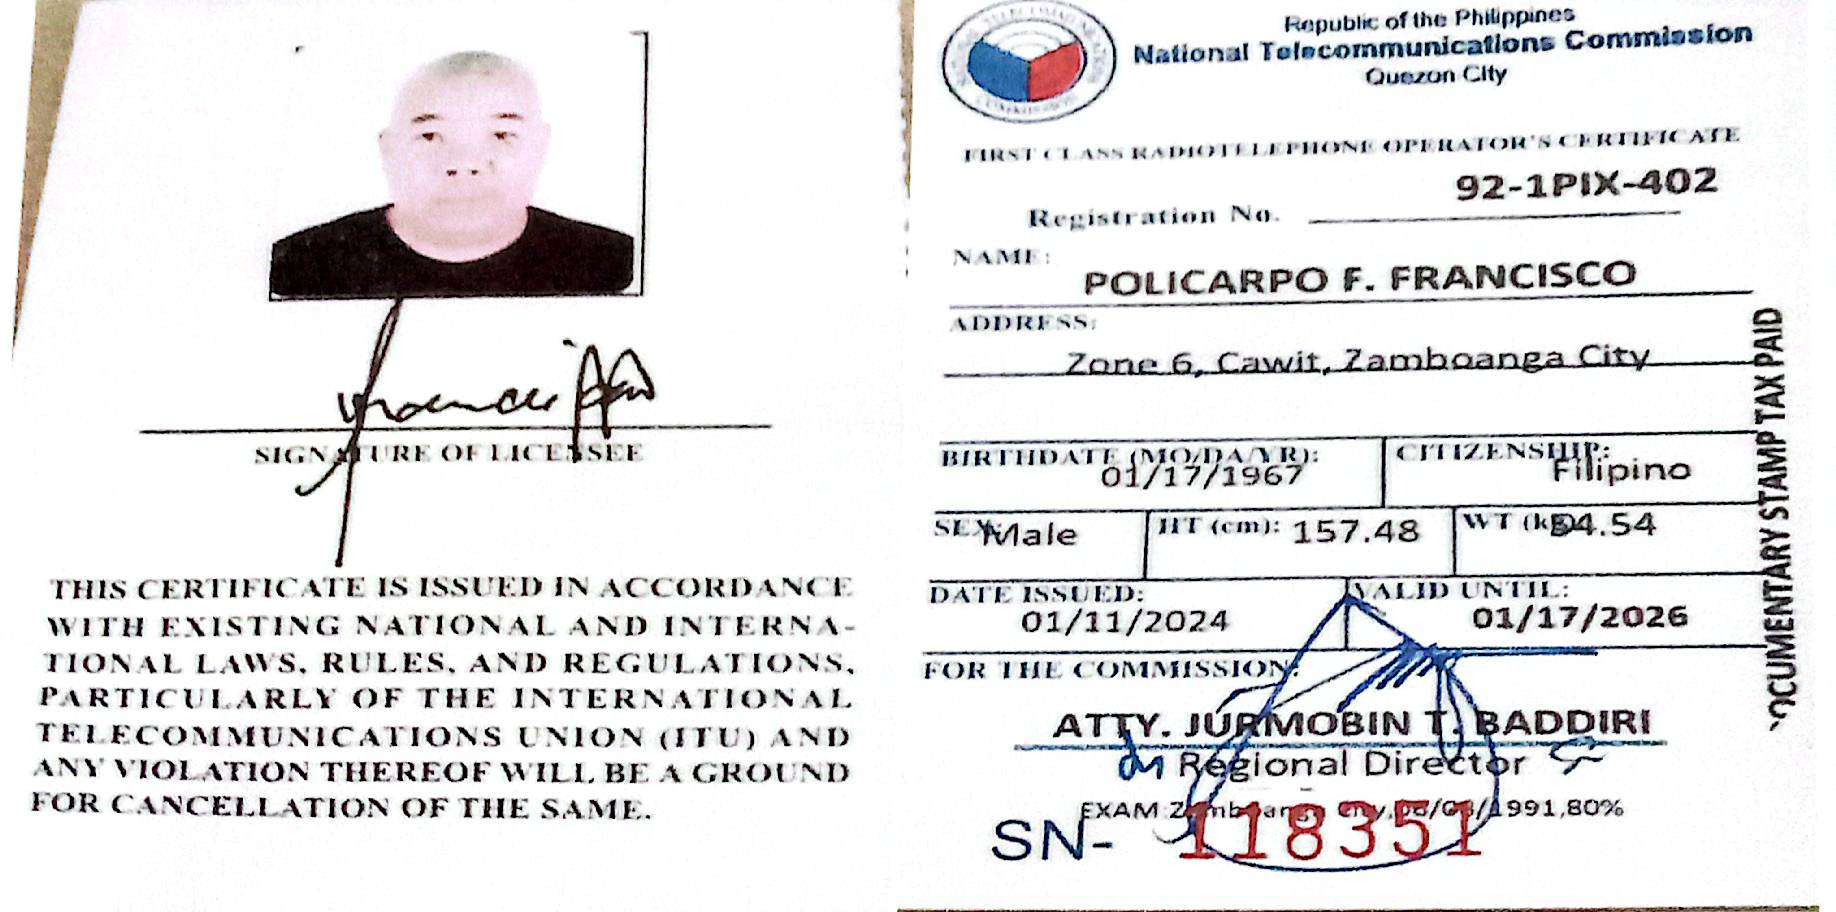 SIGNATURE OF LICENSEE
THIS CERTIFICATE IS ISSUED IN ACCORDANCE
WITH EXISTING NATIONAL AND INTERNA-
TIONAL LAWS, RULES, AND REGULATIONS,
PARTICULARLY OF THE INTERNATIONAL
TELECOMMUNICATIONS UNION (ITU) AND
ANY VIOLATION THEREOF WILL BE A GROUND
FOR CANCELLATION OF THE SAME.
Republic of the Philippines
National Telecommunications Commission
Quezon City
FIRST CLASS RADIOTELEPHONE OPERATOR'S CERTIFICATE
92-1PIX-402
Registration No.
NAME:
POLICARPO F. FRANCISCO
ADDRESS:
Zone 6, Cawit, Zamboanga City
BIRTHDATE (MO/DA/YR): CITIZENSHIP:
01/17/1967 Filipino
SEX: Male HT (cm): 157.48 WT (kg) 54.54
DATE ISSUED: VALID UNTIL:
01/11/2024 01/17/2026
FOR THE COMMISSION:
ATTY. JURMOBIN T. BADDIRI
Regional Director
EXAM: Zamboanga City, /1991,80%
SN- 118351
DOCUMENTARY STAMP TAX PAID